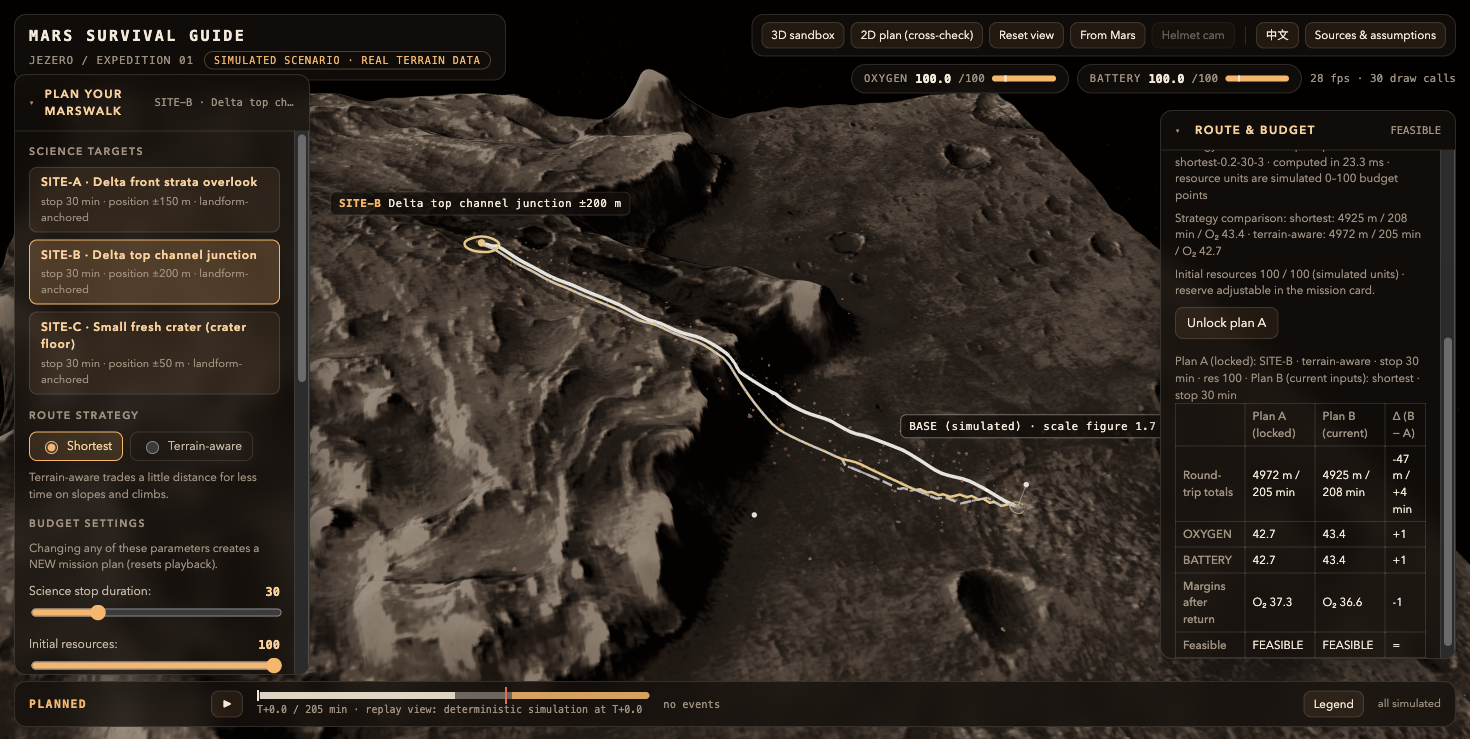 MARS SURVIVAL GUIDE
JEZERO / EXPEDITION 01 SIMULATED SCENARIO · REAL TERRAIN DATA
3D sandbox 2D plan (cross-check) Reset view From Mars Helmet cam 中文 Sources & assumptions
OXYGEN 100.0 /100 BATTERY 100.0 /100 28 fps · 30 draw calls
PLAN YOUR
MARSWALK
SITE-B · Delta top ch…
SCIENCE TARGETS
SITE-A · Delta front strata overlook
stop 30 min · position ±150 m · landform-
anchored
SITE-B · Delta top channel junction
stop 30 min · position ±200 m · landform-
anchored
SITE-C · Small fresh crater (crater
floor)
stop 30 min · position ±50 m · landform-
anchored
ROUTE STRATEGY
Shortest Terrain-aware
Terrain-aware trades a little distance for less
time on slopes and climbs.
BUDGET SETTINGS
Changing any of these parameters creates a
NEW mission plan (resets playback).
Science stop duration: 30
Initial resources: 100
SITE-B Delta top channel junction ±200 m
BASE (simulated) · scale figure 1.7
ROUTE & BUDGET FEASIBLE
shortest-0.2-30-3 · computed in 23.3 ms ·
resource units are simulated 0–100 budget
points
Strategy comparison: shortest: 4925 m / 208
min / O₂ 43.4 · terrain-aware: 4972 m / 205 min
/ O₂ 42.7
Initial resources 100 / 100 (simulated units) ·
reserve adjustable in the mission card.
Unlock plan A
Plan A (locked): SITE-B · terrain-aware · stop 30
min · res 100 · Plan B (current inputs): shortest ·
stop 30 min
Plan A (locked) Plan B (current) Δ (B − A)
Round-trip totals 4972 m / 205 min 4925 m / 208 min -47 m / +4 min
OXYGEN 42.7 43.4 +1
BATTERY 42.7 43.4 +1
Margins after return O₂ 37.3 O₂ 36.6 -1
Feasible FEASIBLE FEASIBLE =
PLANNED
T+0.0 / 205 min · replay view: deterministic simulation at T+0.0
no events
Legend all simulated